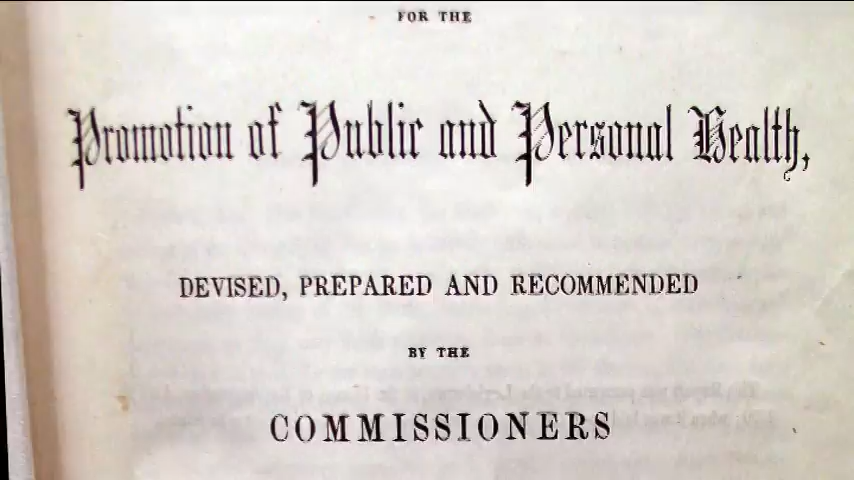 FOR THE
Promotion of Public and Personal Health,
DEVISED, PREPARED AND RECOMMENDED
BY THE
COMMISSIONERS